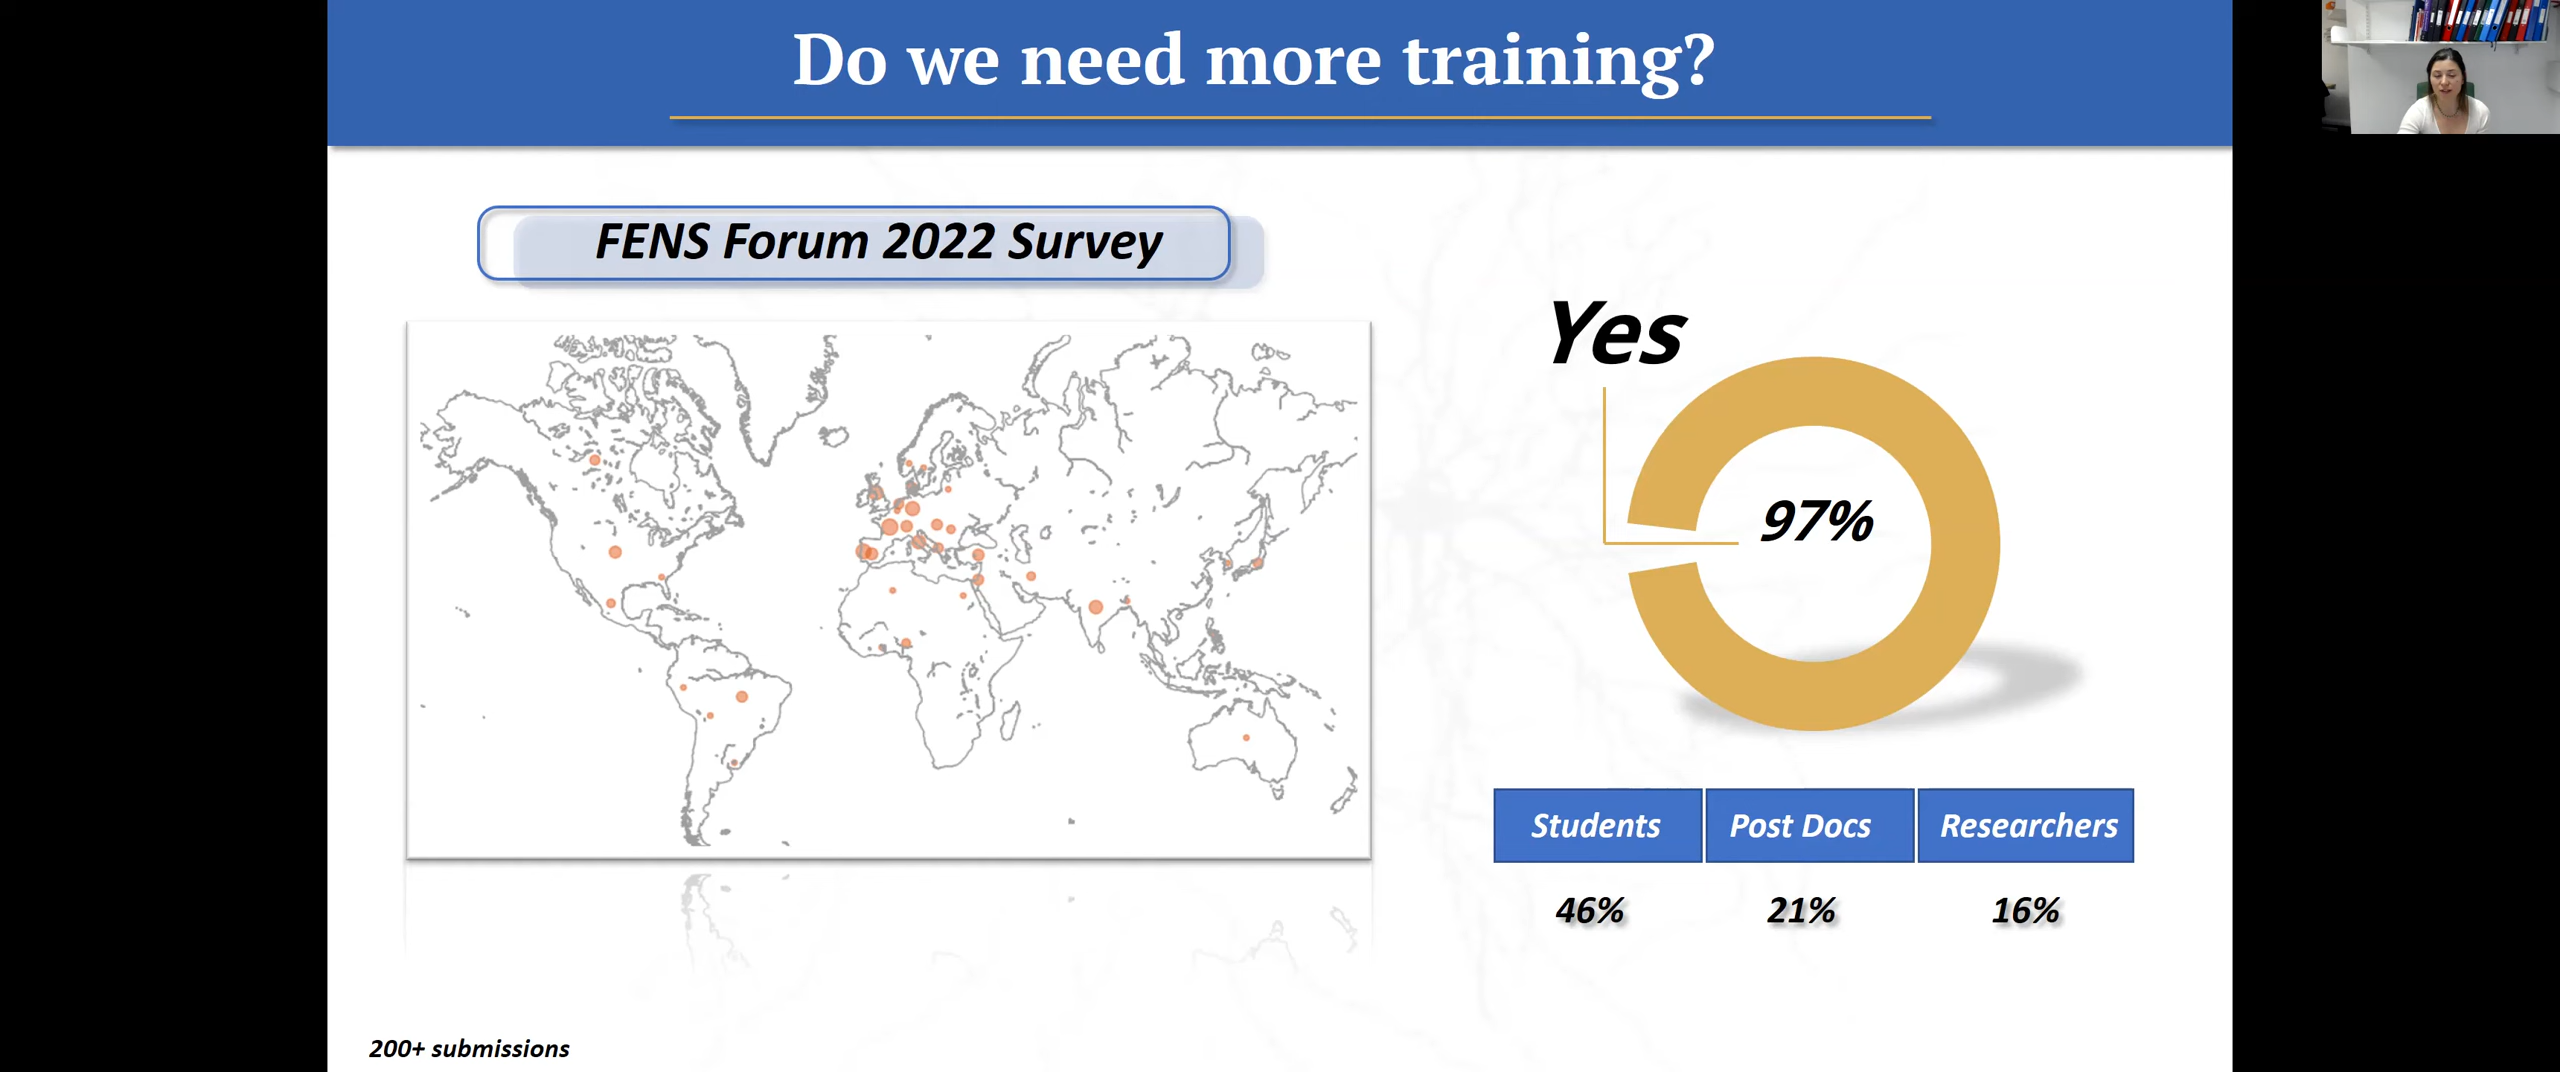 Do we need more training?
FENS Forum 2022 Survey
Yes
97%
Students Post Docs Researchers
46% 21% 16%
200+ submissions